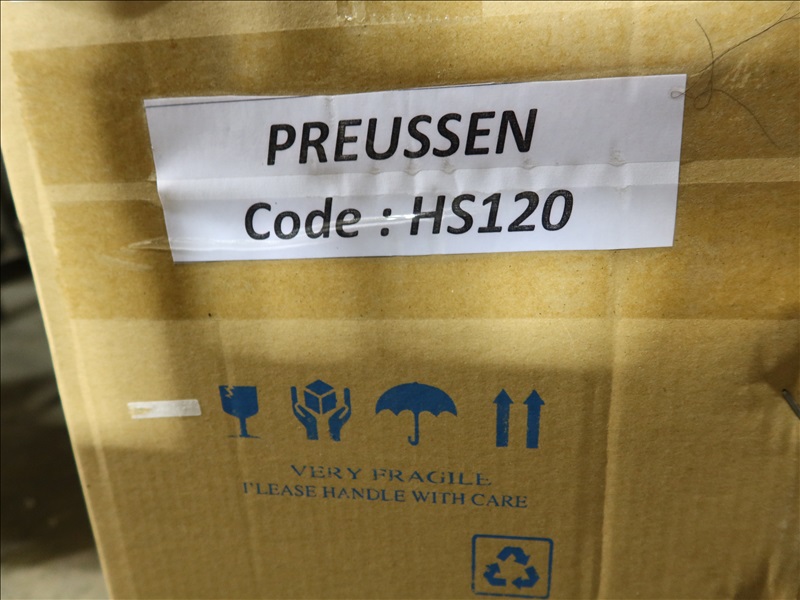 PREUSSEN
Code : HS120
VERY FRAGILE
PLEASE HANDLE WITH CARE